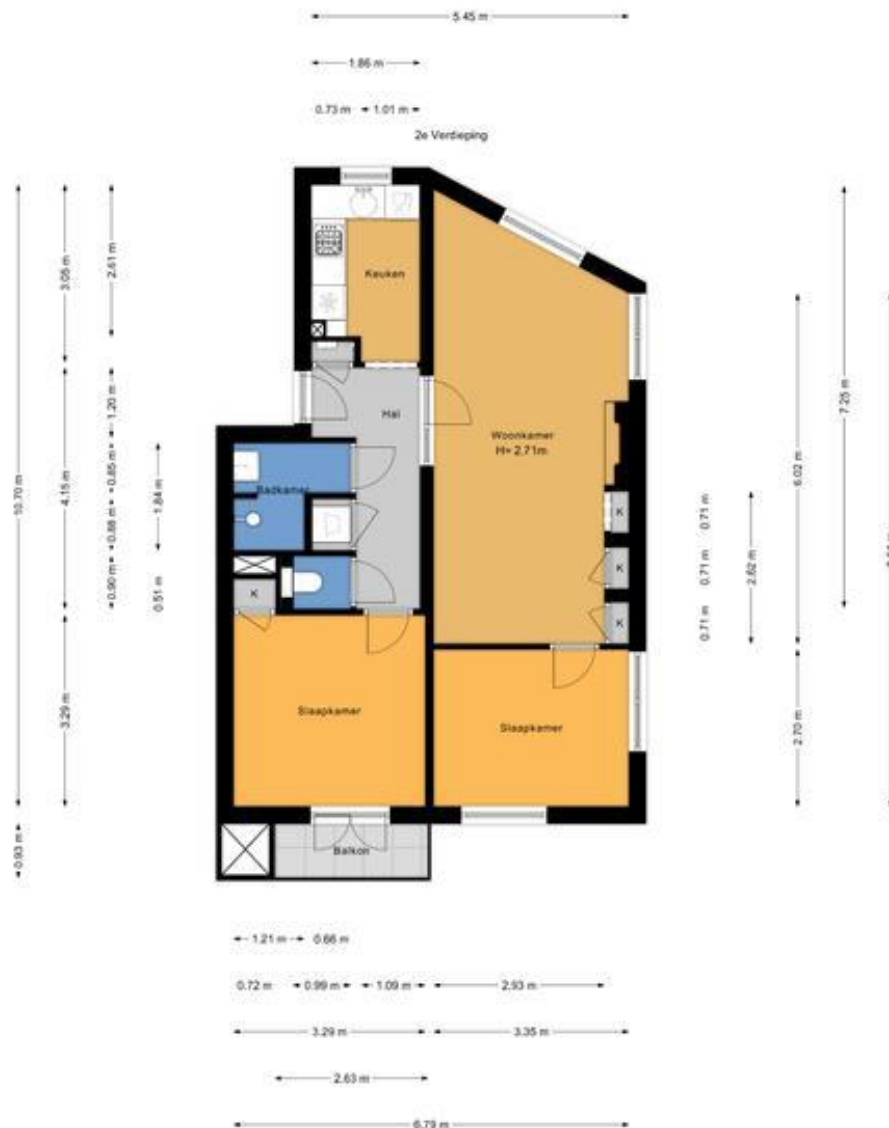 5.45 m
1.86 m
0.73 m
1.01 m
2e Verdieping
10.70 m
3.05 m
2.61 m
4.15 m
1.20 m
0.85 m
0.88 m
0.90 m
1.84 m
0.51 m
3.29 m
0.93 m
Keuken
Hal
Woonkamer
H= 2,71m
Badkamer
K
K
K
K
Slaapkamer
Slaapkamer
Balkon
0.71 m
0.71 m
0.71 m
2.62 m
6.02 m
2.70 m
7.25 m
1.21 m
0.66 m
0.72 m
0.99 m
1.09 m
2.93 m
3.29 m
3.35 m
2.63 m
6.79 m